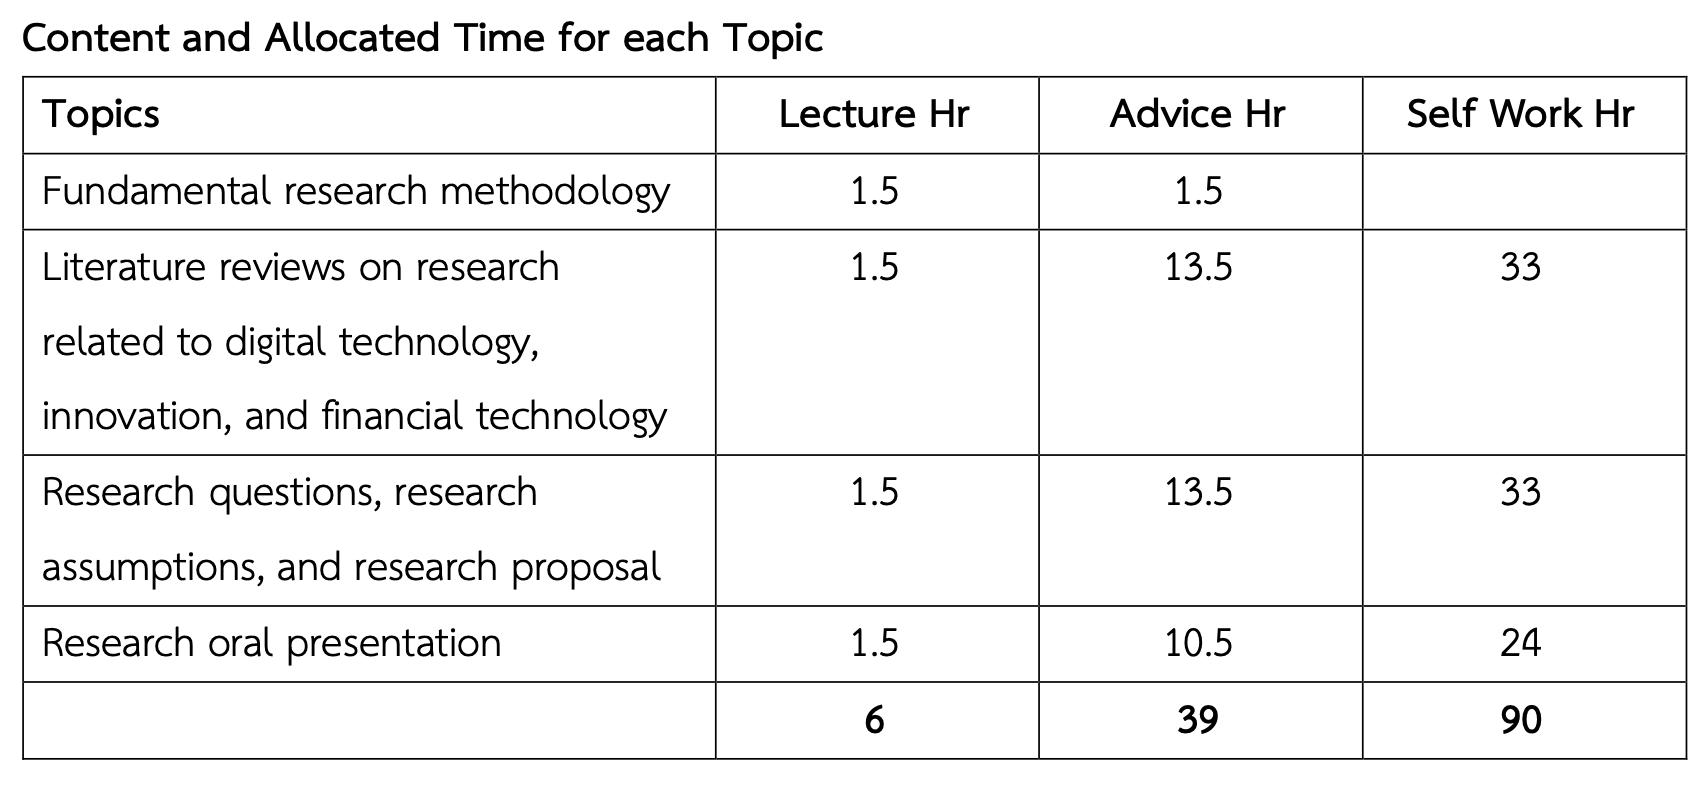 Content and Allocated Time for each Topic
Topics Lecture Hr Advice Hr Self Work Hr
Fundamental research methodology 1.5 1.5
Literature reviews on research 1.5 13.5 33
related to digital technology,
innovation, and financial technology
Research questions, research 1.5 13.5 33
assumptions, and research proposal
Research oral presentation 1.5 10.5 24
6 39 90